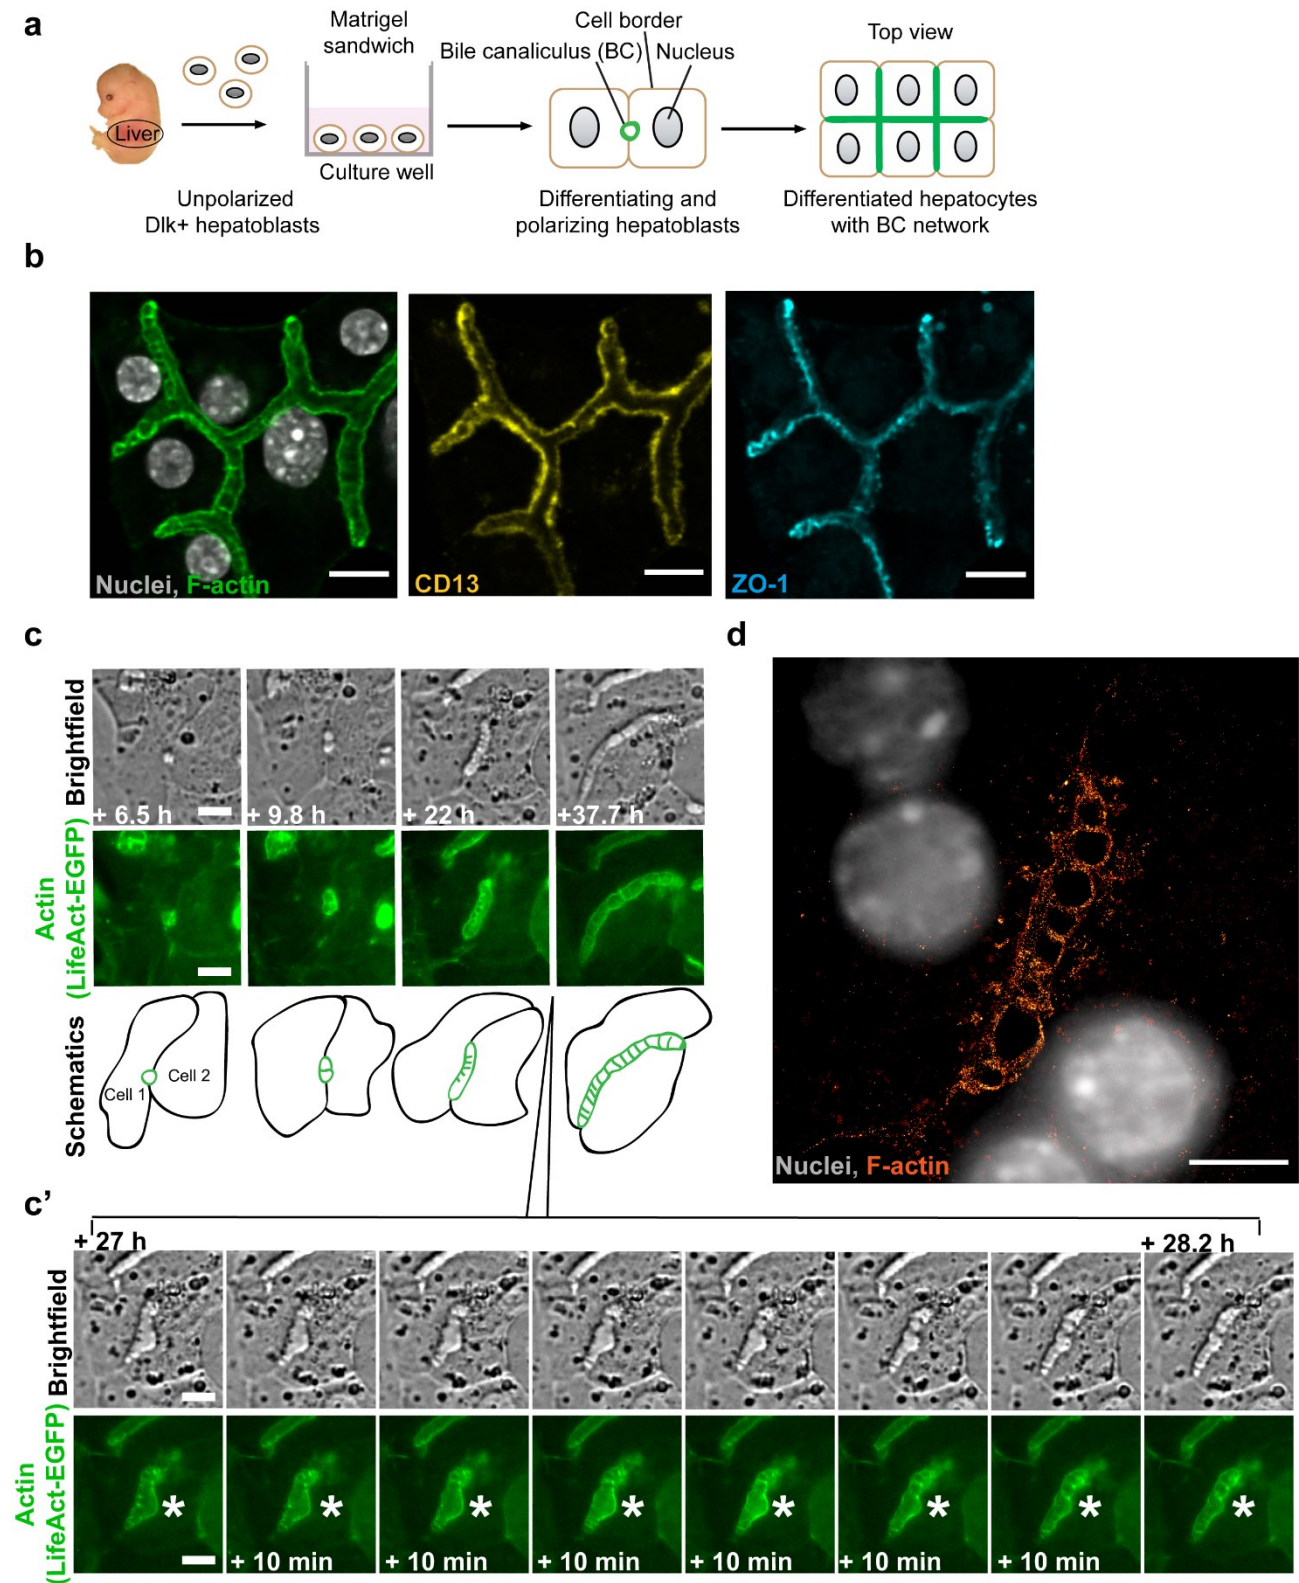 a
Matrigel
sandwich
Cell border
Bile canaliculus (BC)
Nucleus
Top view
Liver
Culture well
Unpolarized
Dlk+ hepatoblasts
Differentiating and
polarizing hepatoblasts
Differentiated hepatocytes
with BC network
b
Nuclei, F-actin
CD13
ZO-1
c
Brightfield
+ 6.5 h
+ 9.8 h
+ 22 h
+37.7 h
Actin
(LifeAct-EGFP)
Schematics
Cell 1
Cell 2
d
Nuclei, F-actin
c’
+ 27 h
+ 28.2 h
Brightfield
Actin
(LifeAct-EGFP)
*
*
*
*
*
*
*
*
+ 10 min
+ 10 min
+ 10 min
+ 10 min
+ 10 min
+ 10 min